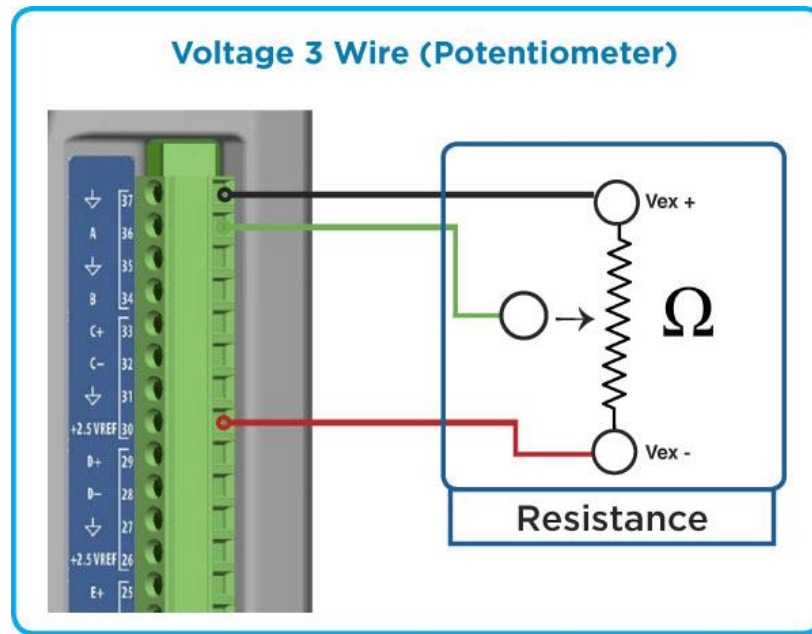 Voltage 3 Wire (Potentiometer)
37
A 36
35
B 34
C+ 33
C- 32
31
+2.5 VREF 30
D+ 29
D- 28
27
+2.5 VREF 26
E+ 25
Vex +
Ω
Vex -
Resistance